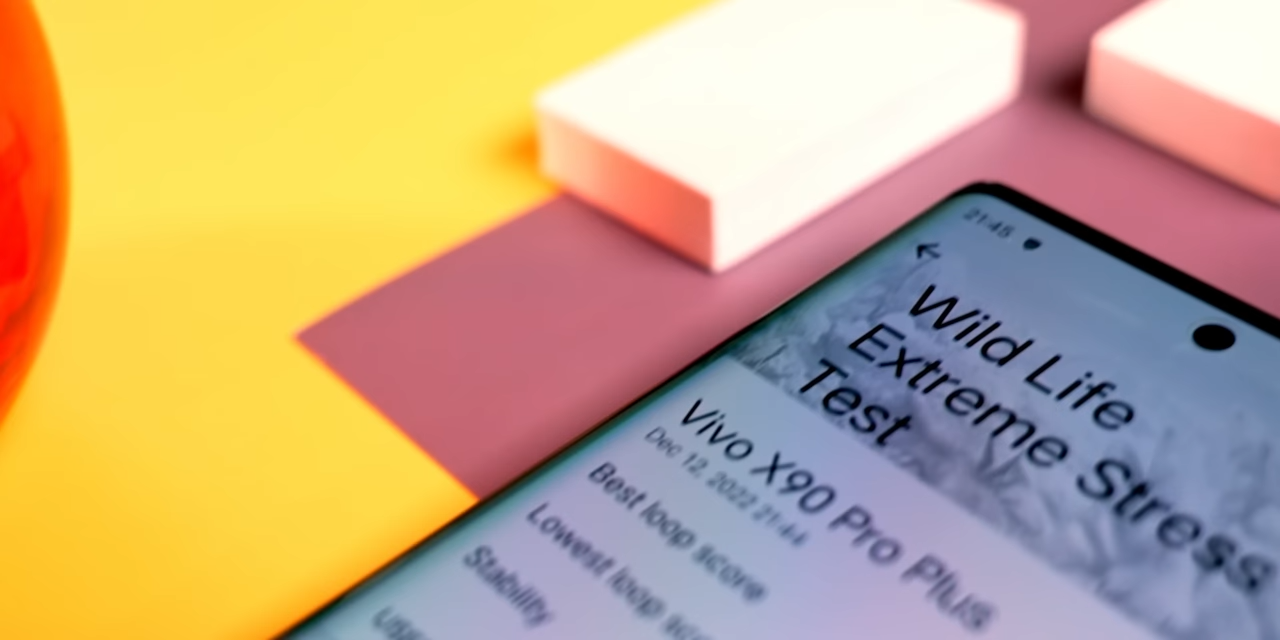 21:45
Wild Life
Extreme Stress
Test
Vivo X90 Pro Plus
Dec 12, 2022 21:44
Best loop score
Lowest loop sco
Stability